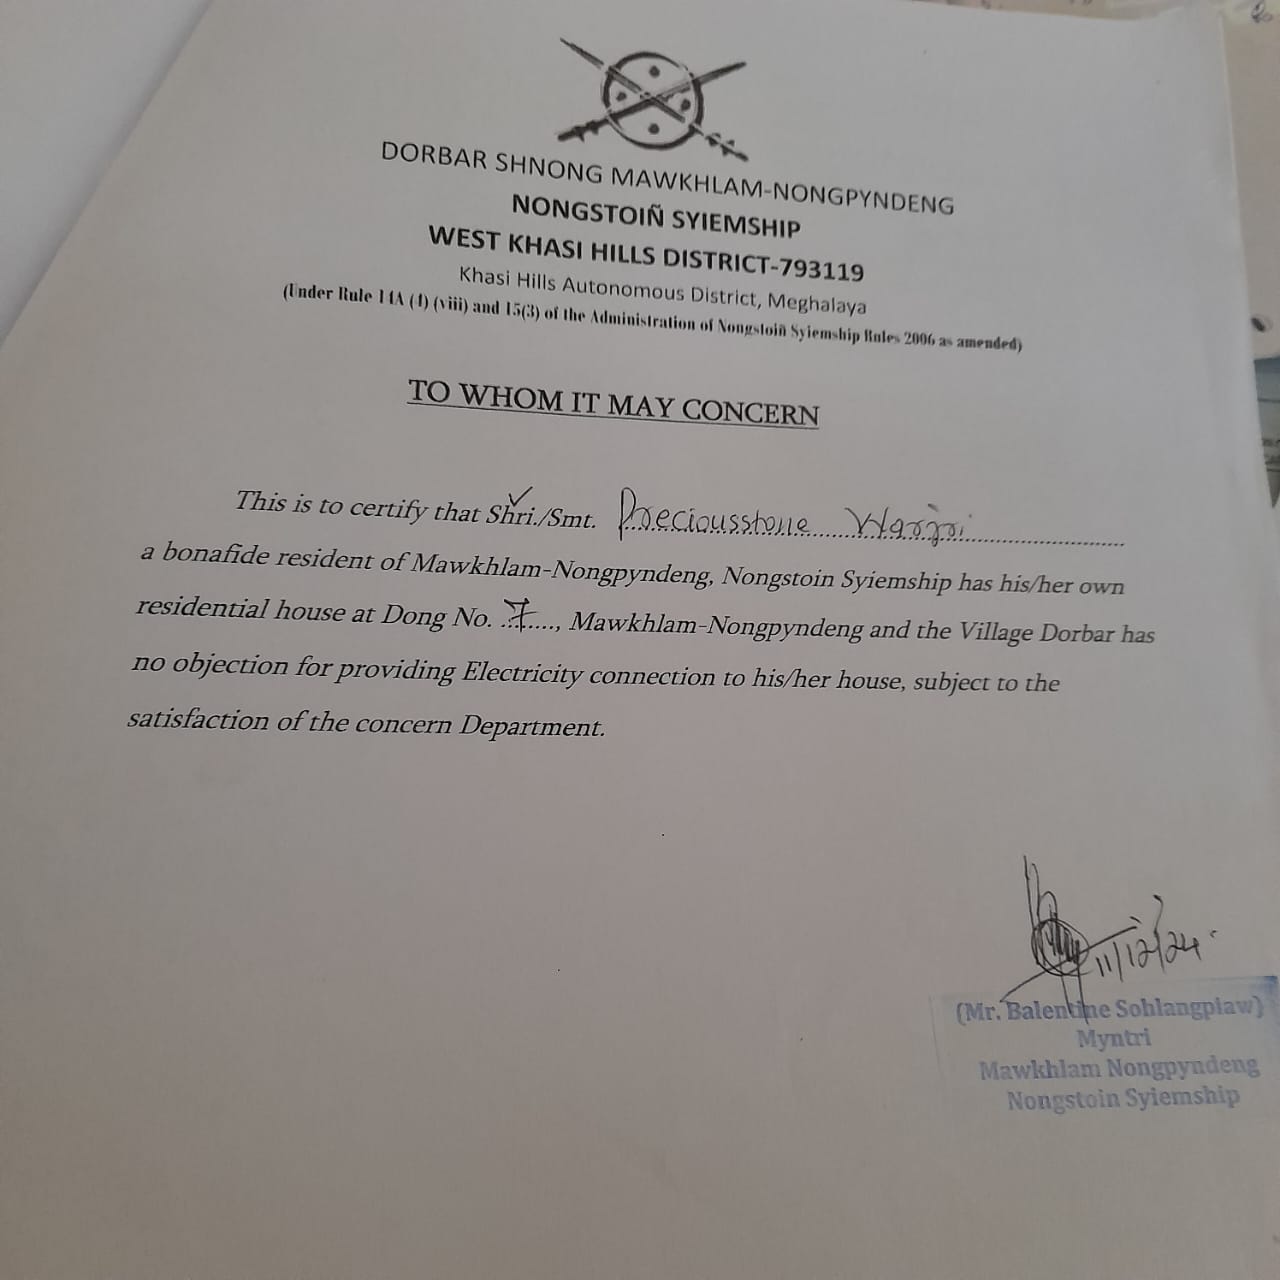 DORBAR SHNONG MAWKHLAM-NONGPYNDENG
NONGSTOIÑ SYIEMSHIP
WEST KHASI HILLS DISTRICT-793119
Khasi Hills Autonomous District, Meghalaya
(Under Rule 14A (4) (viii) and 15(3) of the Administration of Nongstoiñ Syiemship Rules 2006 as amended)
TO WHOM IT MAY CONCERN
This is to certify that Shri./Smt. Preciousstone Warjri
a bonafide resident of Mawkhlam-Nongpyndeng, Nongstoin Syiemship has his/her own
residential house at Dong No. 7......, Mawkhlam-Nongpyndeng and the Village Dorbar has
no objection for providing Electricity connection to his/her house, subject to the
satisfaction of the concern Department.
11/12/24
(Mr. Balentine Sohlangpiaw)
Myntri
Mawkhlam Nongpyndeng
Nongstoin Syiemship